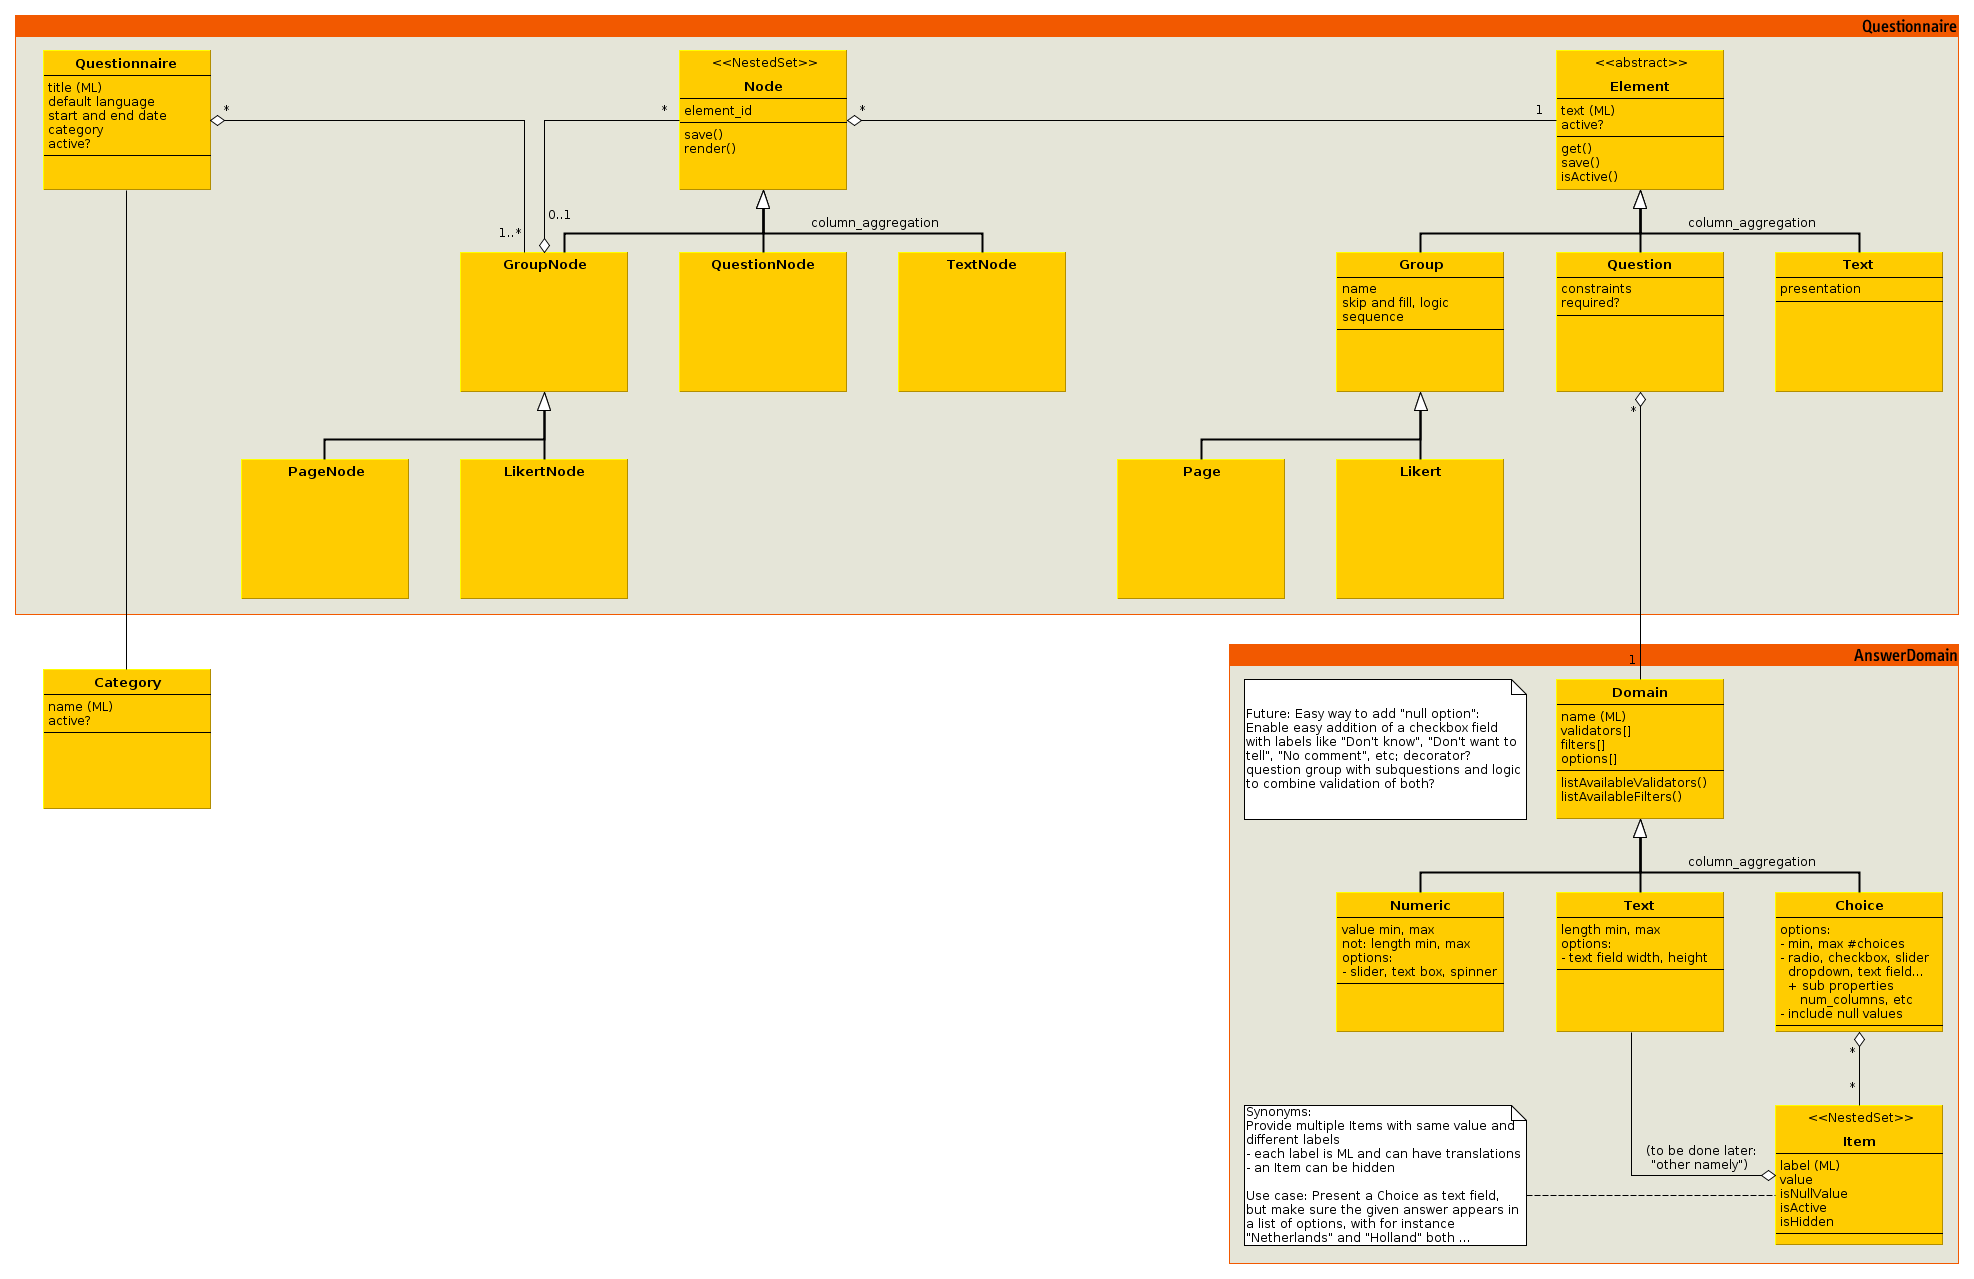 Questionnaire
Questionnaire
title (ML)
default language
start and end date
category
active?
*
1..*
<<NestedSet>>
Node
element_id
save()
render()
*
0..1
*
1
<<abstract>>
Element
text (ML)
active?
get()
save()
isActive()
column_aggregation
column_aggregation
GroupNode
QuestionNode
TextNode
Group
name
skip and fill, logic
sequence
Question
constraints
required?
Text
presentation
*
1
PageNode
LikertNode
Page
Likert
Category
name (ML)
active?
AnswerDomain
Future: Easy way to add "null option":
Enable easy addition of a checkbox field
with labels like "Don't know", "Don't want to
tell", "No comment", etc; decorator?
question group with subquestions and logic
to combine validation of both?
Domain
name (ML)
validators[]
filters[]
options[]
listAvailableValidators()
listAvailableFilters()
column_aggregation
Numeric
value min, max
not: length min, max
options:
- slider, text box, spinner
Text
length min, max
options:
- text field width, height
Choice
options:
- min, max #choices
- radio, checkbox, slider
dropdown, text field...
+ sub properties
num_columns, etc
- include null values
*
*
Synonyms:
Provide multiple Items with same value and
different labels
- each label is ML and can have translations
- an Item can be hidden
Use case: Present a Choice as text field,
but make sure the given answer appears in
a list of options, with for instance
"Netherlands" and "Holland" both ...
(to be done later:
"other namely")
<<NestedSet>>
Item
label (ML)
value
isNullValue
isActive
isHidden